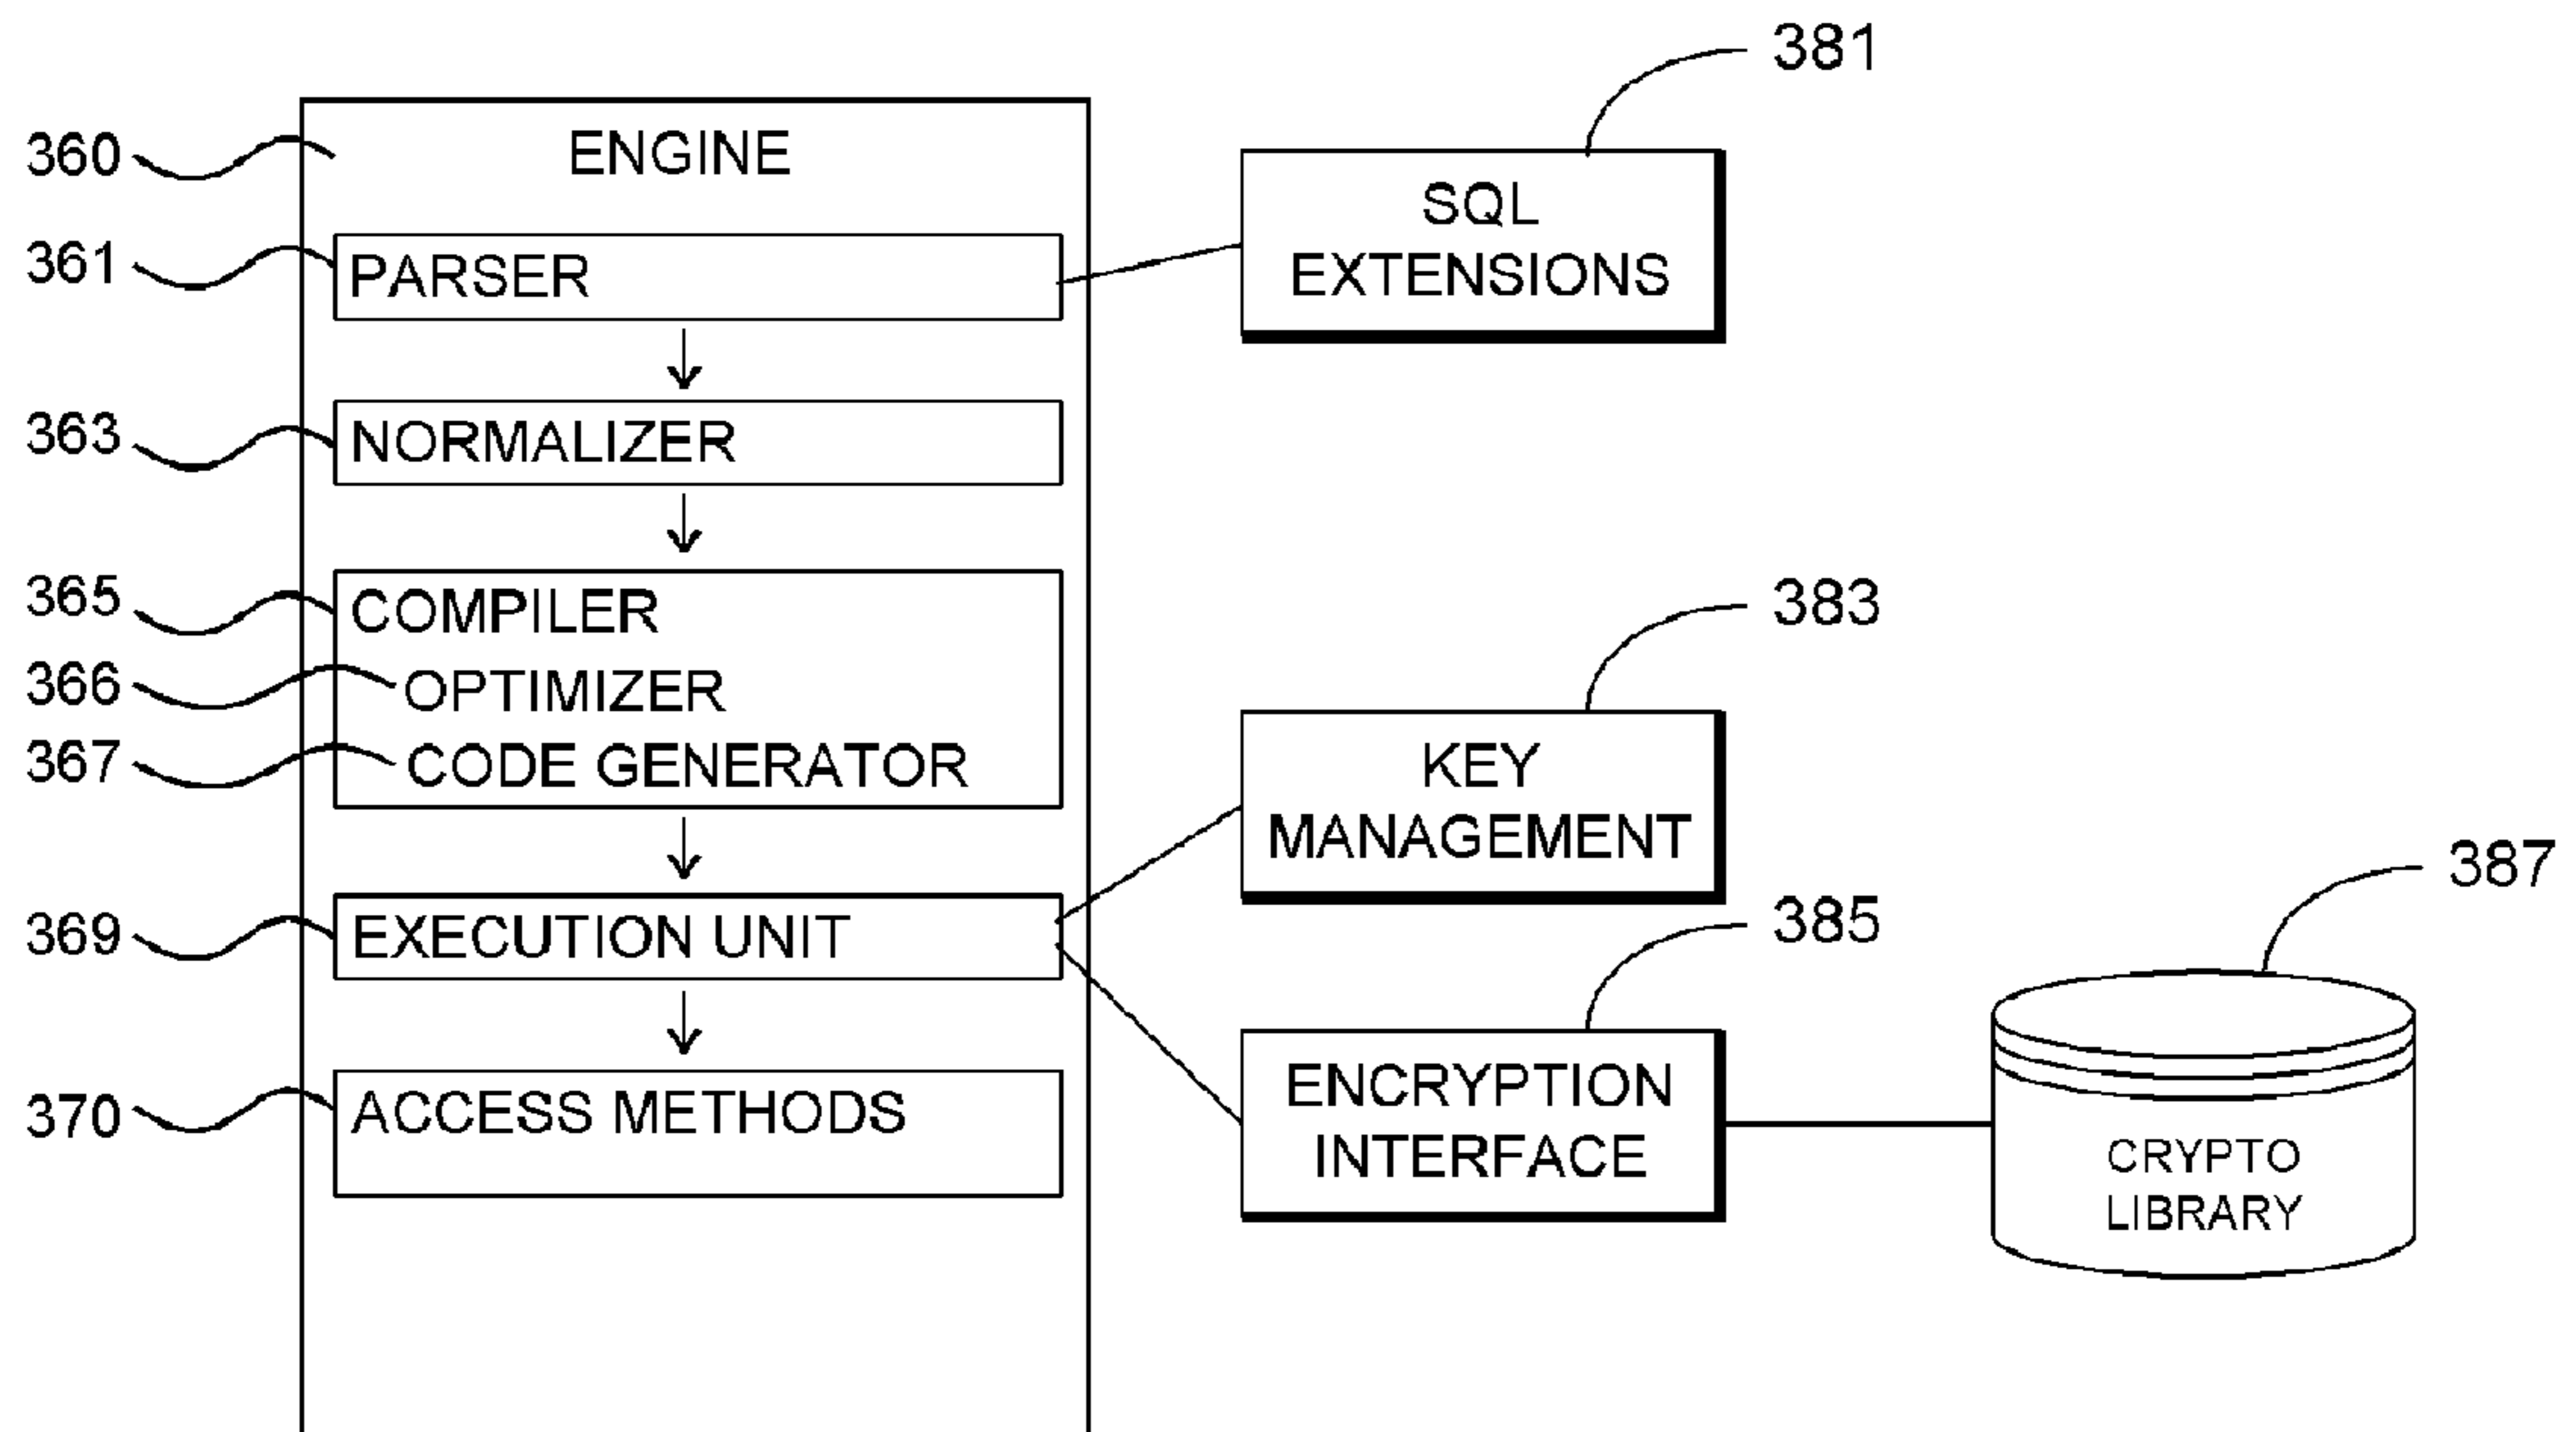 381
360
ENGINE
SQL
EXTENSIONS
361
PARSER
363
NORMALIZER
365
COMPILER
366
OPTIMIZER
367
CODE GENERATOR
383
KEY
MANAGEMENT
369
EXECUTION UNIT
385
387
370
ACCESS METHODS
ENCRYPTION
INTERFACE
CRYPTO
LIBRARY